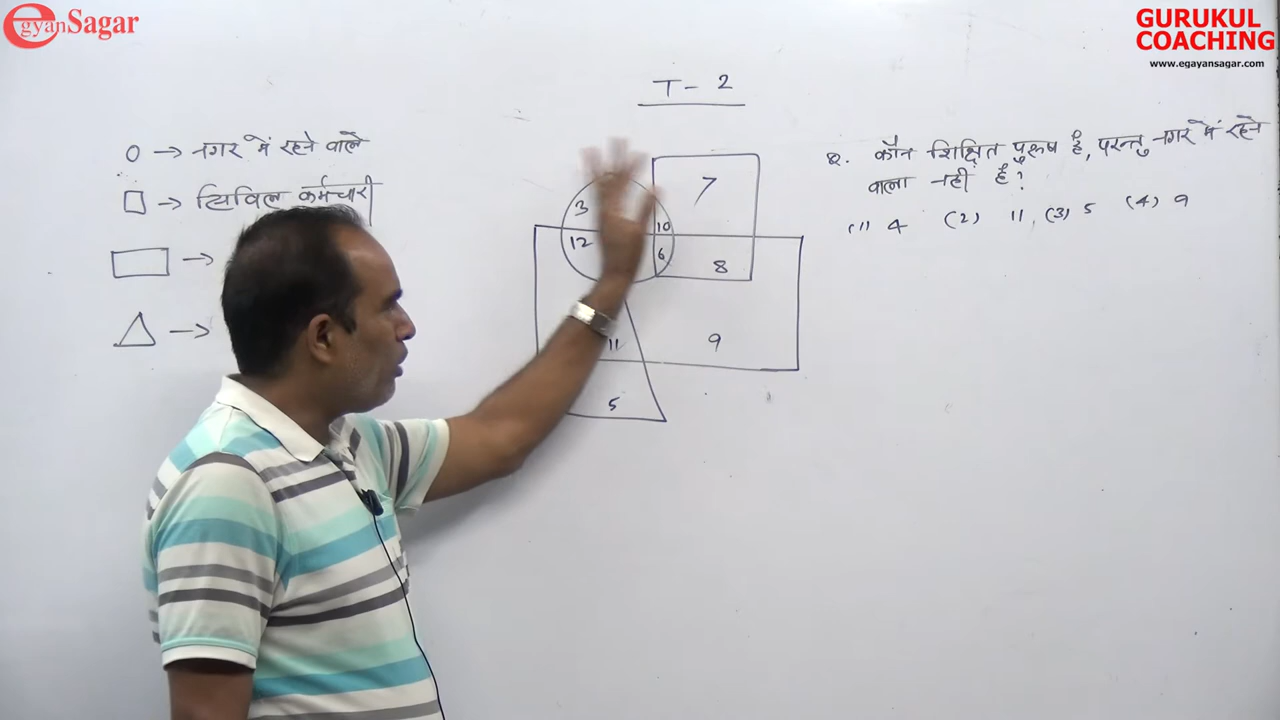 egyanSagar
GURUKUL
COACHING
www.egayansagar.com
T - 2
O → नगर में रहने वाले
□ → सिविल कर्मचारी
▭ →
△ →
3
7
10
12
6
8
11
9
5
Q. कौन शिक्षित पुरूष है, परन्तु नगर में रहने
वाला नही है?
(1) 4 (2) 11, (3) 5 (4) 9